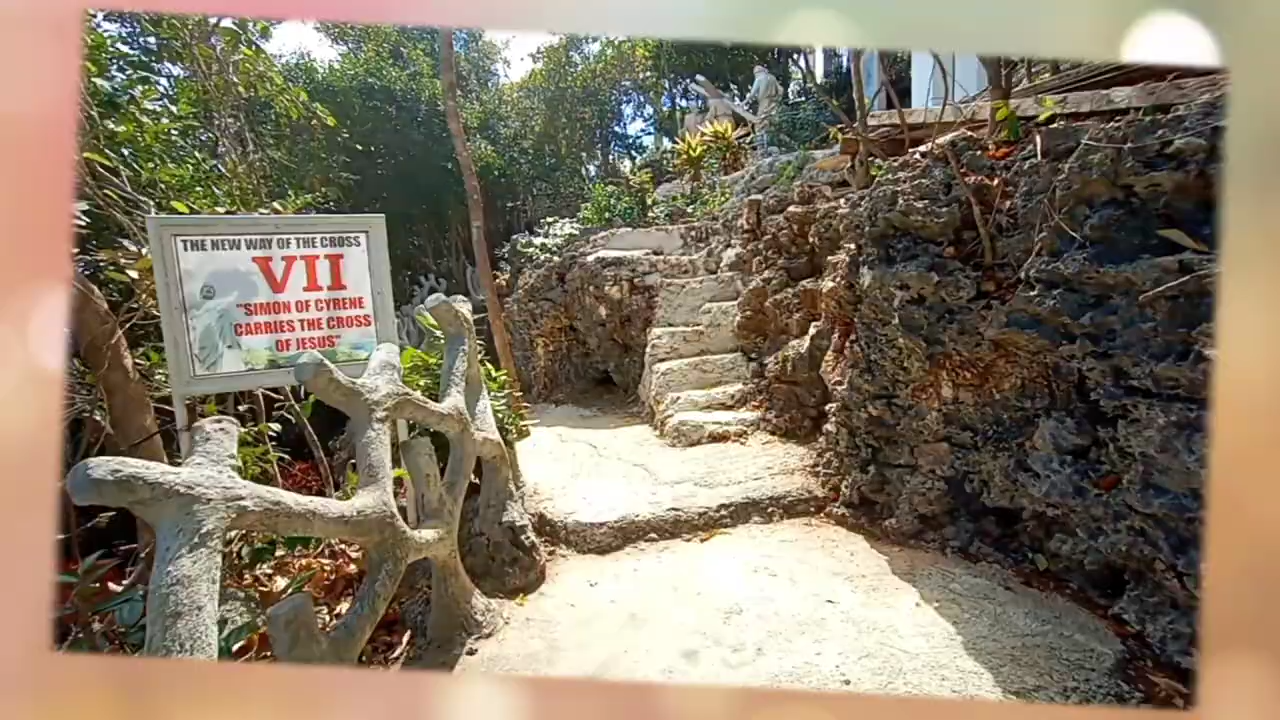 THE NEW WAY OF THE CROSS
VII
"SIMON OF CYRENE
CARRIES THE CROSS
OF JESUS"